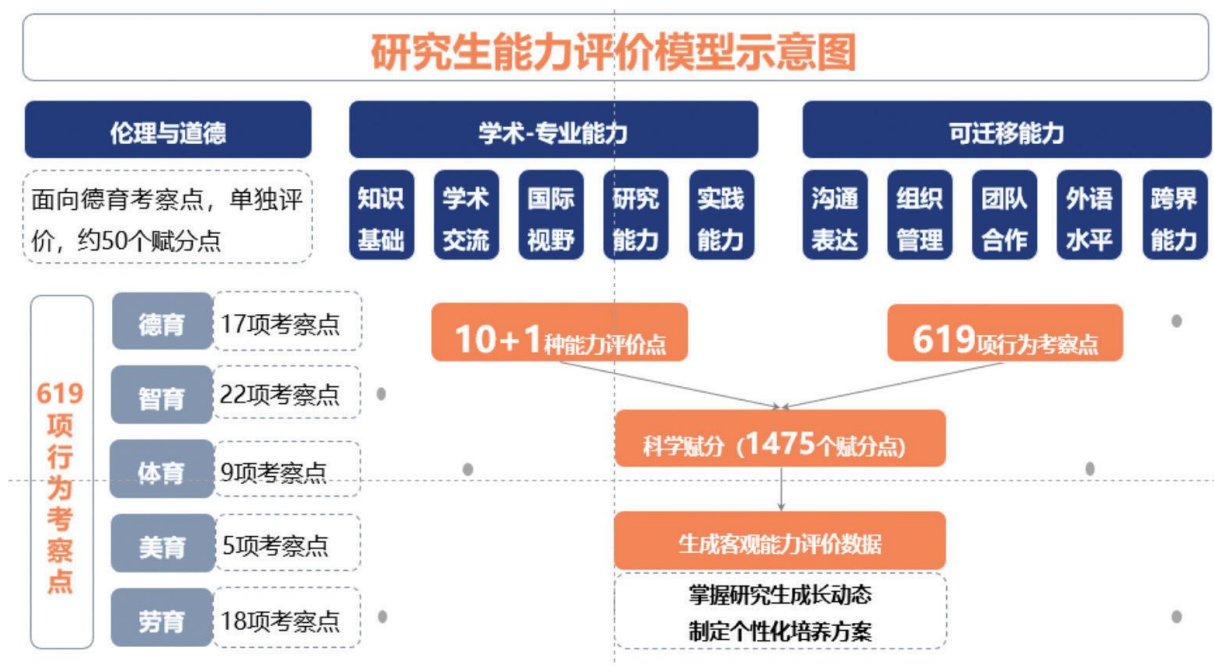 研究生能力评价模型示意图
伦理与道德
面向德育考察点，单独评
价，约50个赋分点
学术-专业能力
知识
基础
学术
交流
国际
视野
研究
能力
实践
能力
可迁移能力
沟通
表达
组织
管理
团队
合作
外语
水平
跨界
能力
619
项
行
为
考
察
点
德育
17项考察点
智育
22项考察点
体育
9项考察点
美育
5项考察点
劳育
18项考察点
10+1种能力评价点
619项行为考察点
科学赋分（1475个赋分点）
生成客观能力评价数据
掌握研究生成长动态
制定个性化培养方案